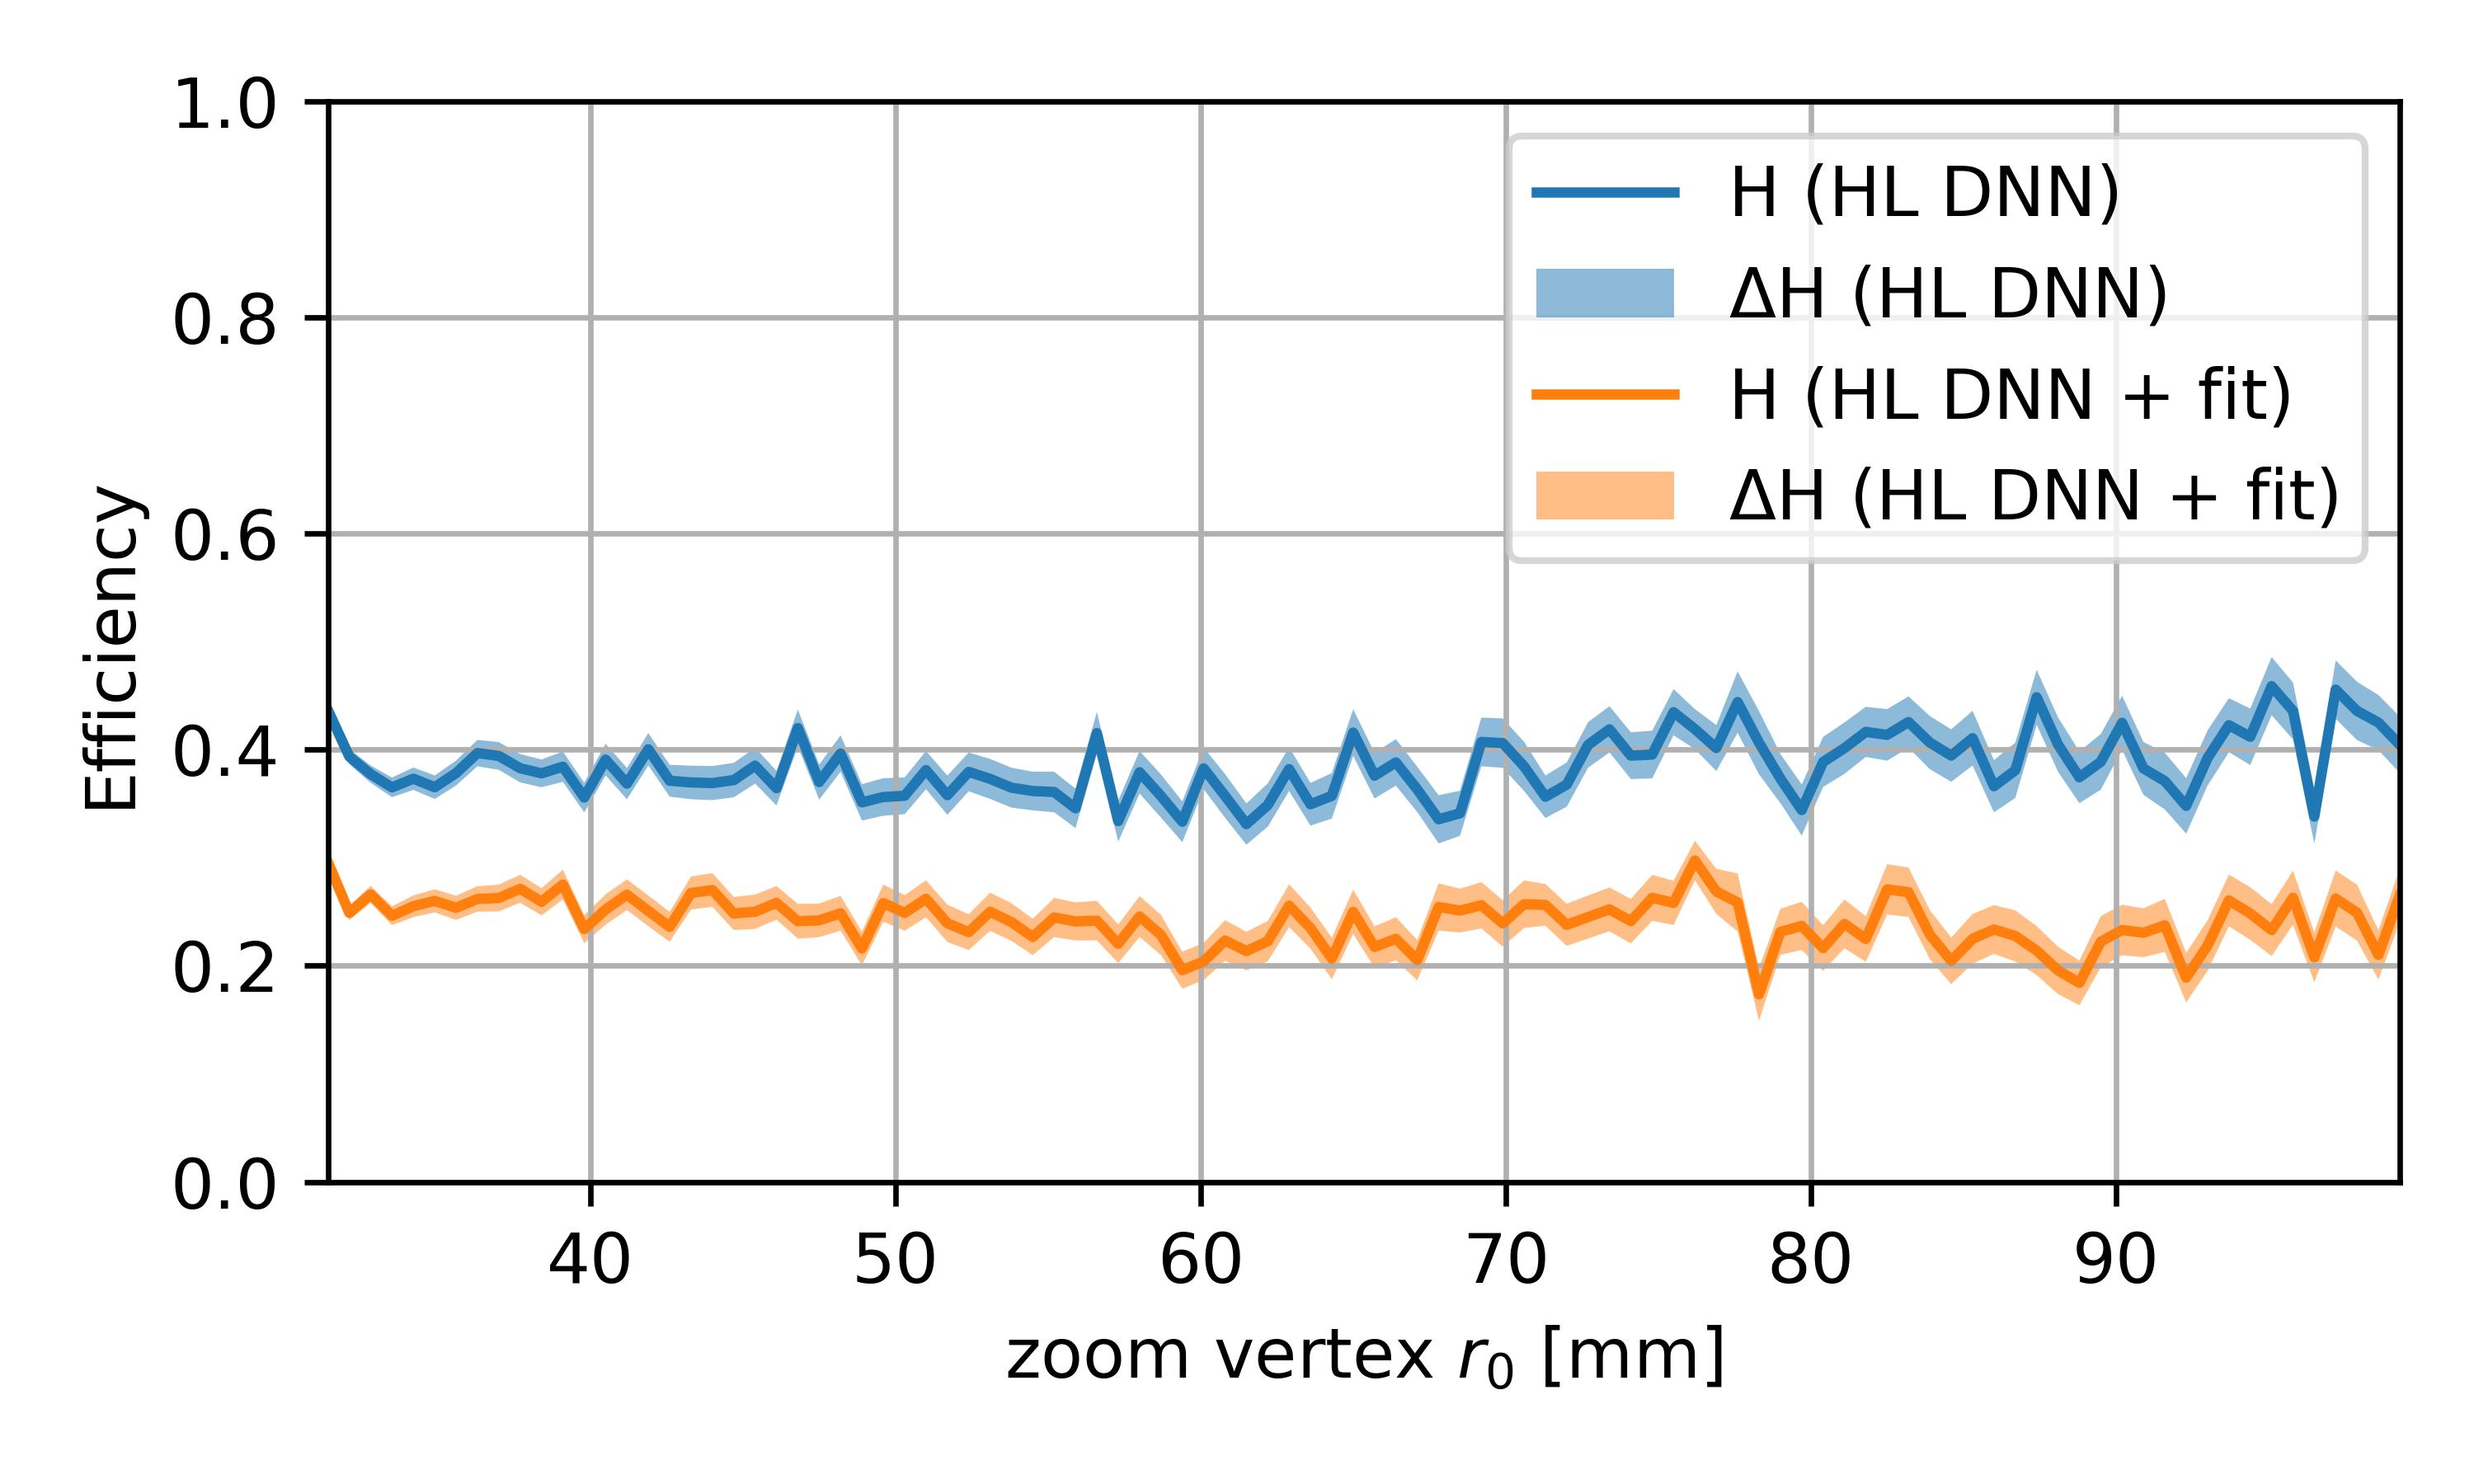 1.0
0.8
0.6
0.4
0.2
0.0
Efficiency
H (HL DNN)
ΔH (HL DNN)
H (HL DNN + fit)
ΔH (HL DNN + fit)
40 50 60 70 80 90
zoom vertex r₀ [mm]